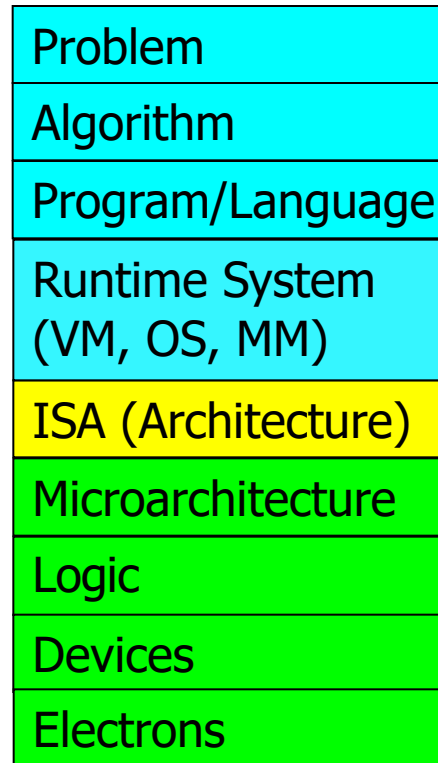 Problem
Algorithm
Program/Language
Runtime System
(VM, OS, MM)
ISA (Architecture)
Microarchitecture
Logic
Devices
Electrons